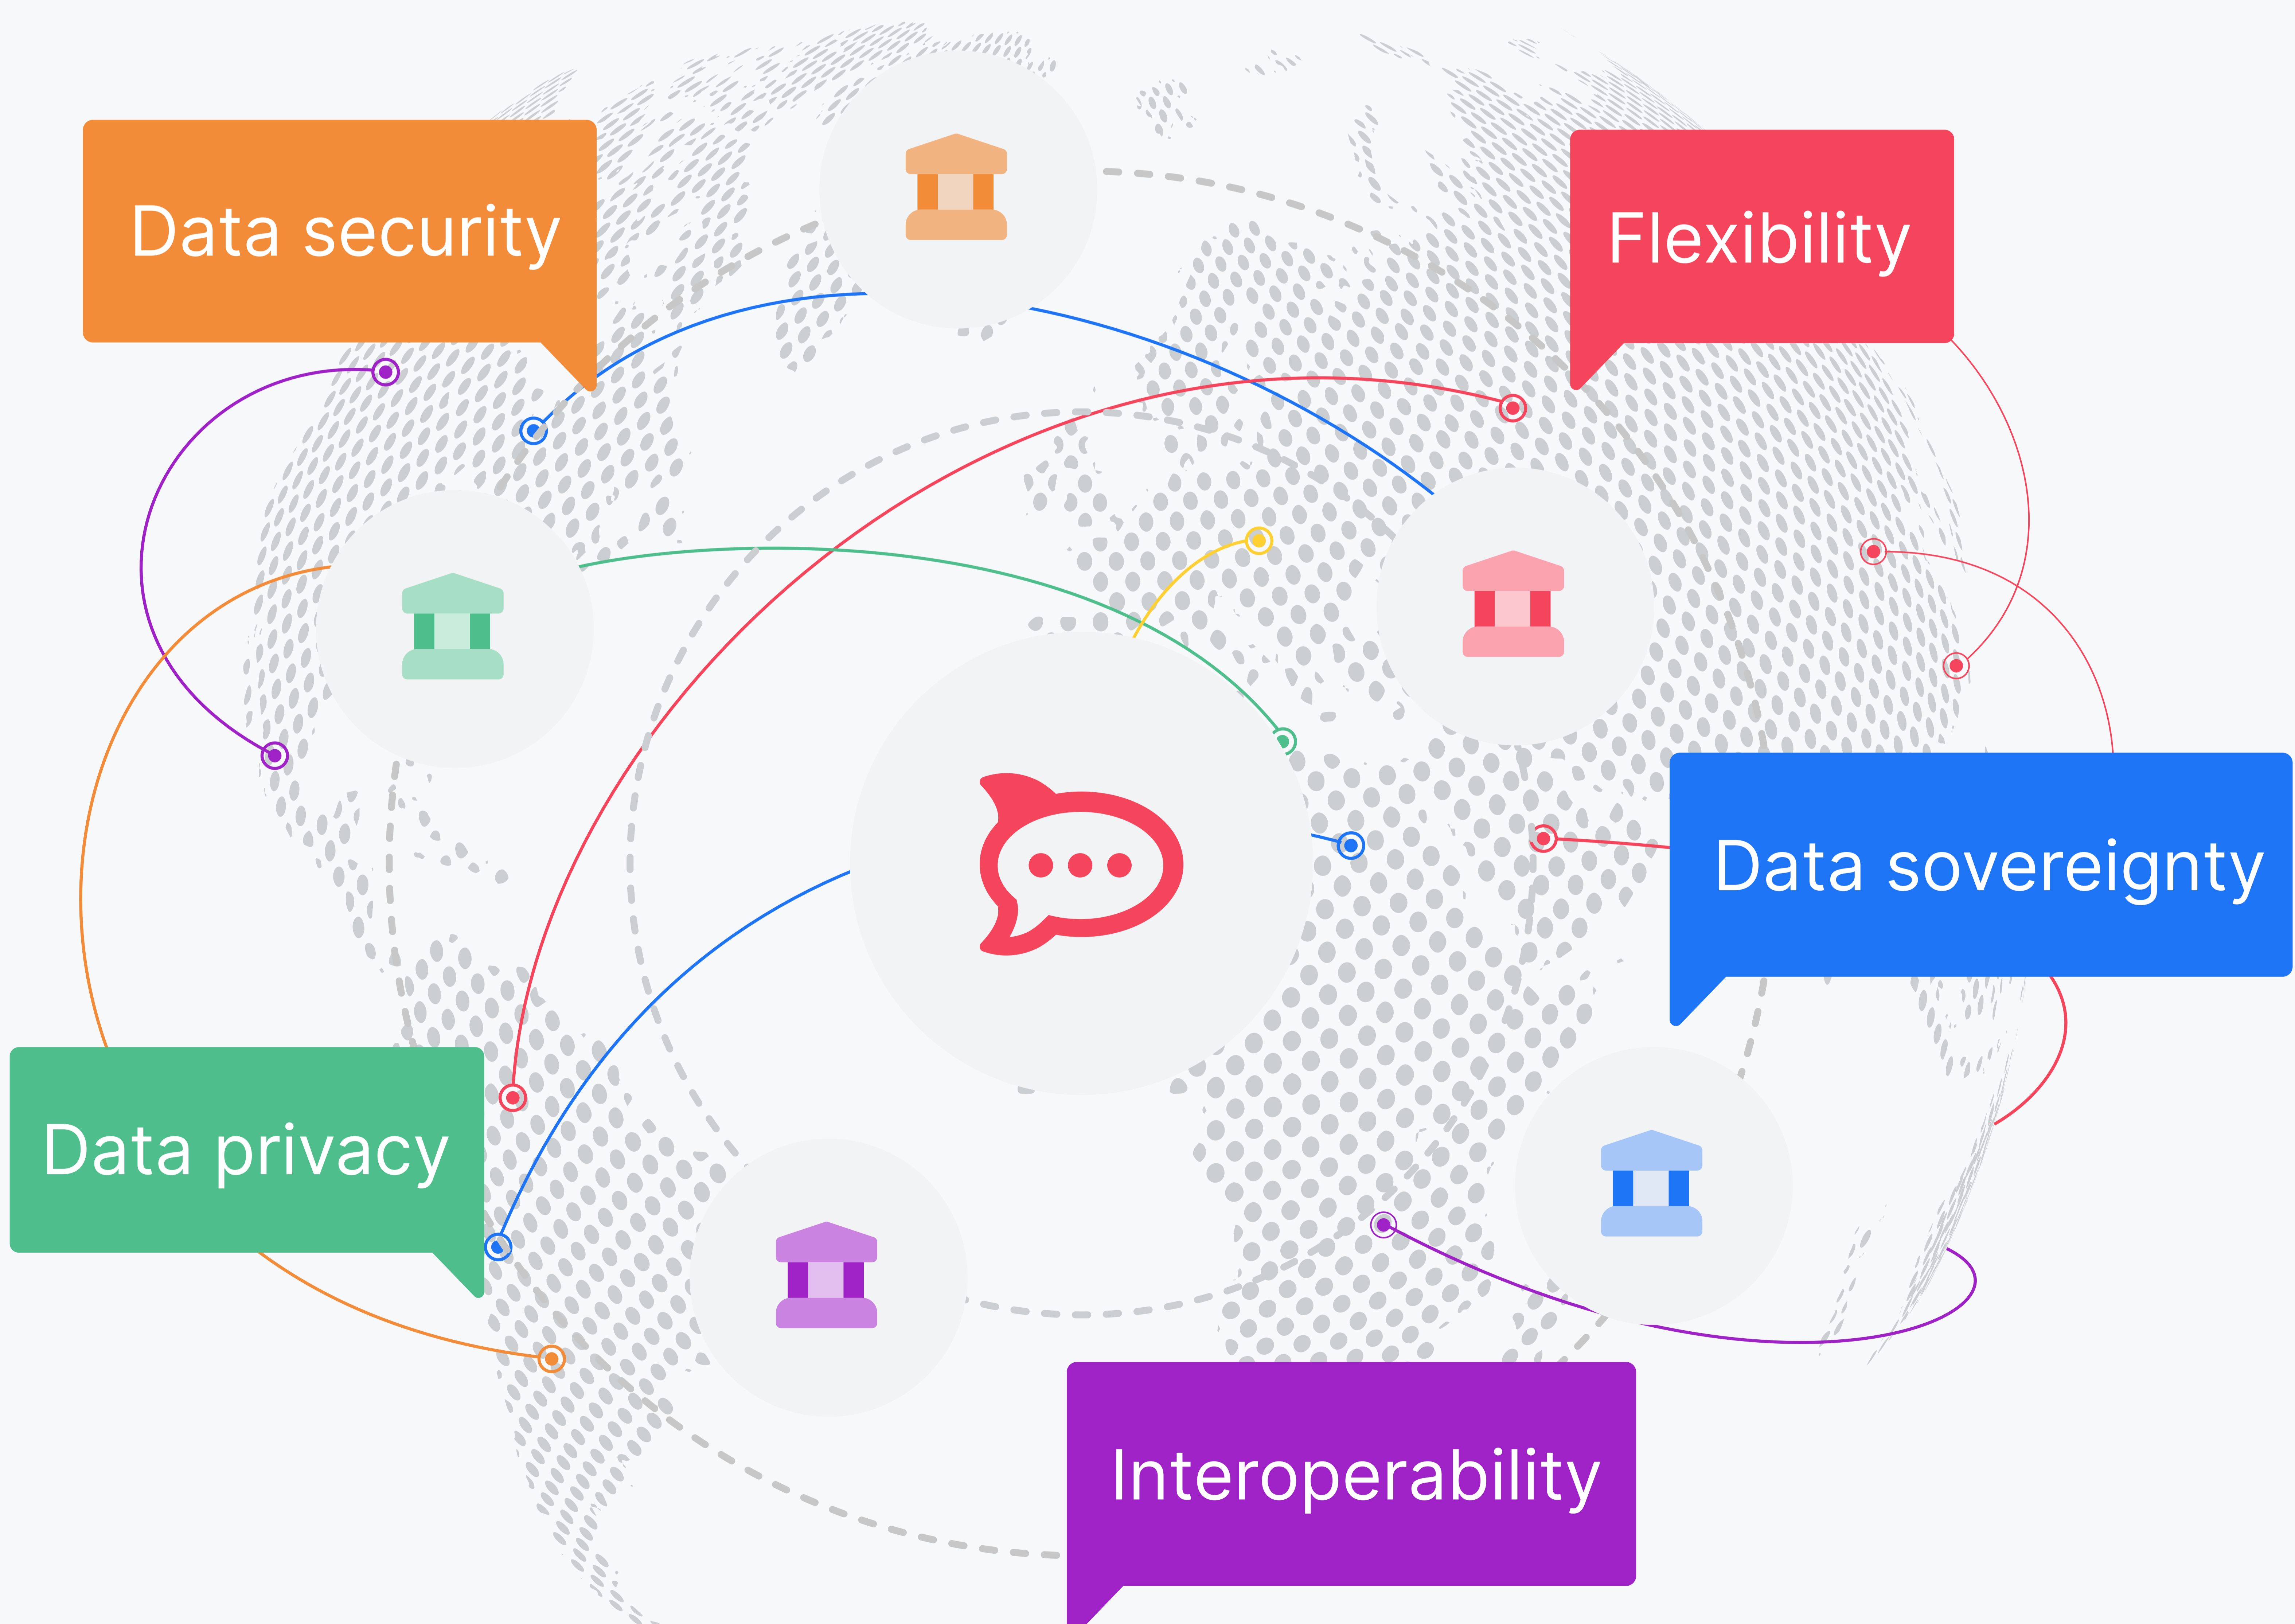 Data security
Flexibility
Data sovereignty
Data privacy
Interoperability